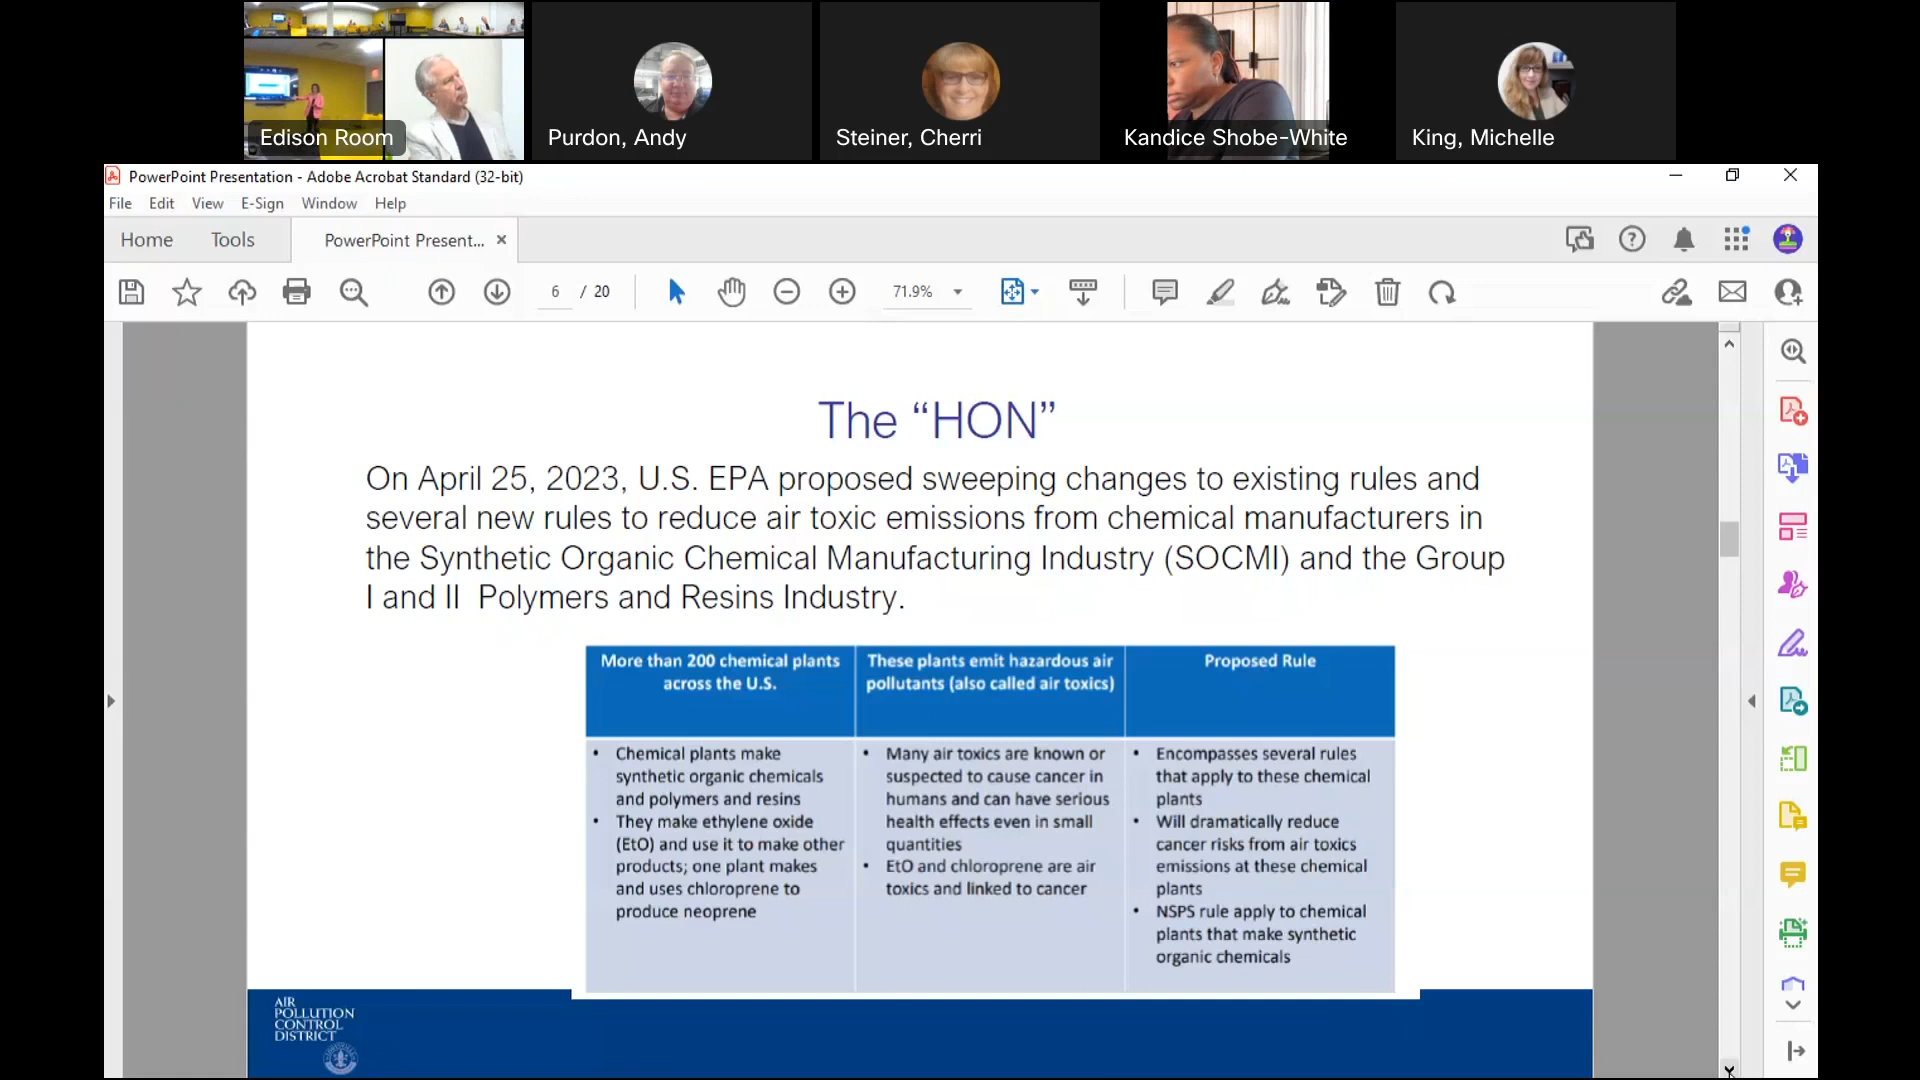 Edison Room
Purdon, Andy
Steiner, Cherri
Kandice Shobe-White
King, Michelle
PowerPoint Presentation - Adobe Acrobat Standard (32-bit)
File Edit View E-Sign Window Help
Home Tools PowerPoint Present...
6 / 20 71.9%
The “HON”
On April 25, 2023, U.S. EPA proposed sweeping changes to existing rules and
several new rules to reduce air toxic emissions from chemical manufacturers in
the Synthetic Organic Chemical Manufacturing Industry (SOCMI) and the Group
I and II Polymers and Resins Industry.
More than 200 chemical plants
across the U.S.
These plants emit hazardous air
pollutants (also called air toxics)
Proposed Rule
• Chemical plants make
synthetic organic chemicals
and polymers and resins
• They make ethylene oxide
(EtO) and use it to make other
products; one plant makes
and uses chloroprene to
produce neoprene
• Many air toxics are known or
suspected to cause cancer in
humans and can have serious
health effects even in small
quantities
• EtO and chloroprene are air
toxics and linked to cancer
• Encompasses several rules
that apply to these chemical
plants
• Will dramatically reduce
cancer risks from air toxics
emissions at these chemical
plants
• NSPS rule apply to chemical
plants that make synthetic
organic chemicals
AIR
POLLUTION
CONTROL
DISTRICT